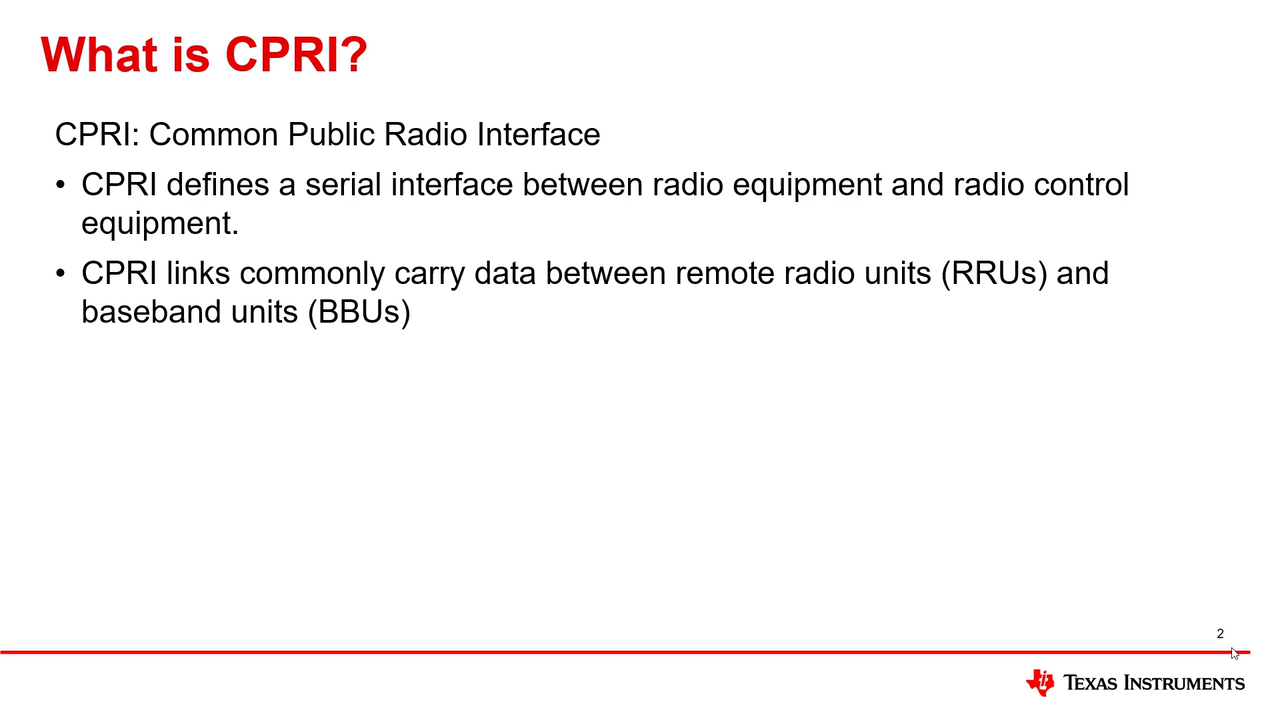 What is CPRI?
CPRI: Common Public Radio Interface
• CPRI defines a serial interface between radio equipment and radio control
equipment.
• CPRI links commonly carry data between remote radio units (RRUs) and
baseband units (BBUs)
2
TEXAS INSTRUMENTS